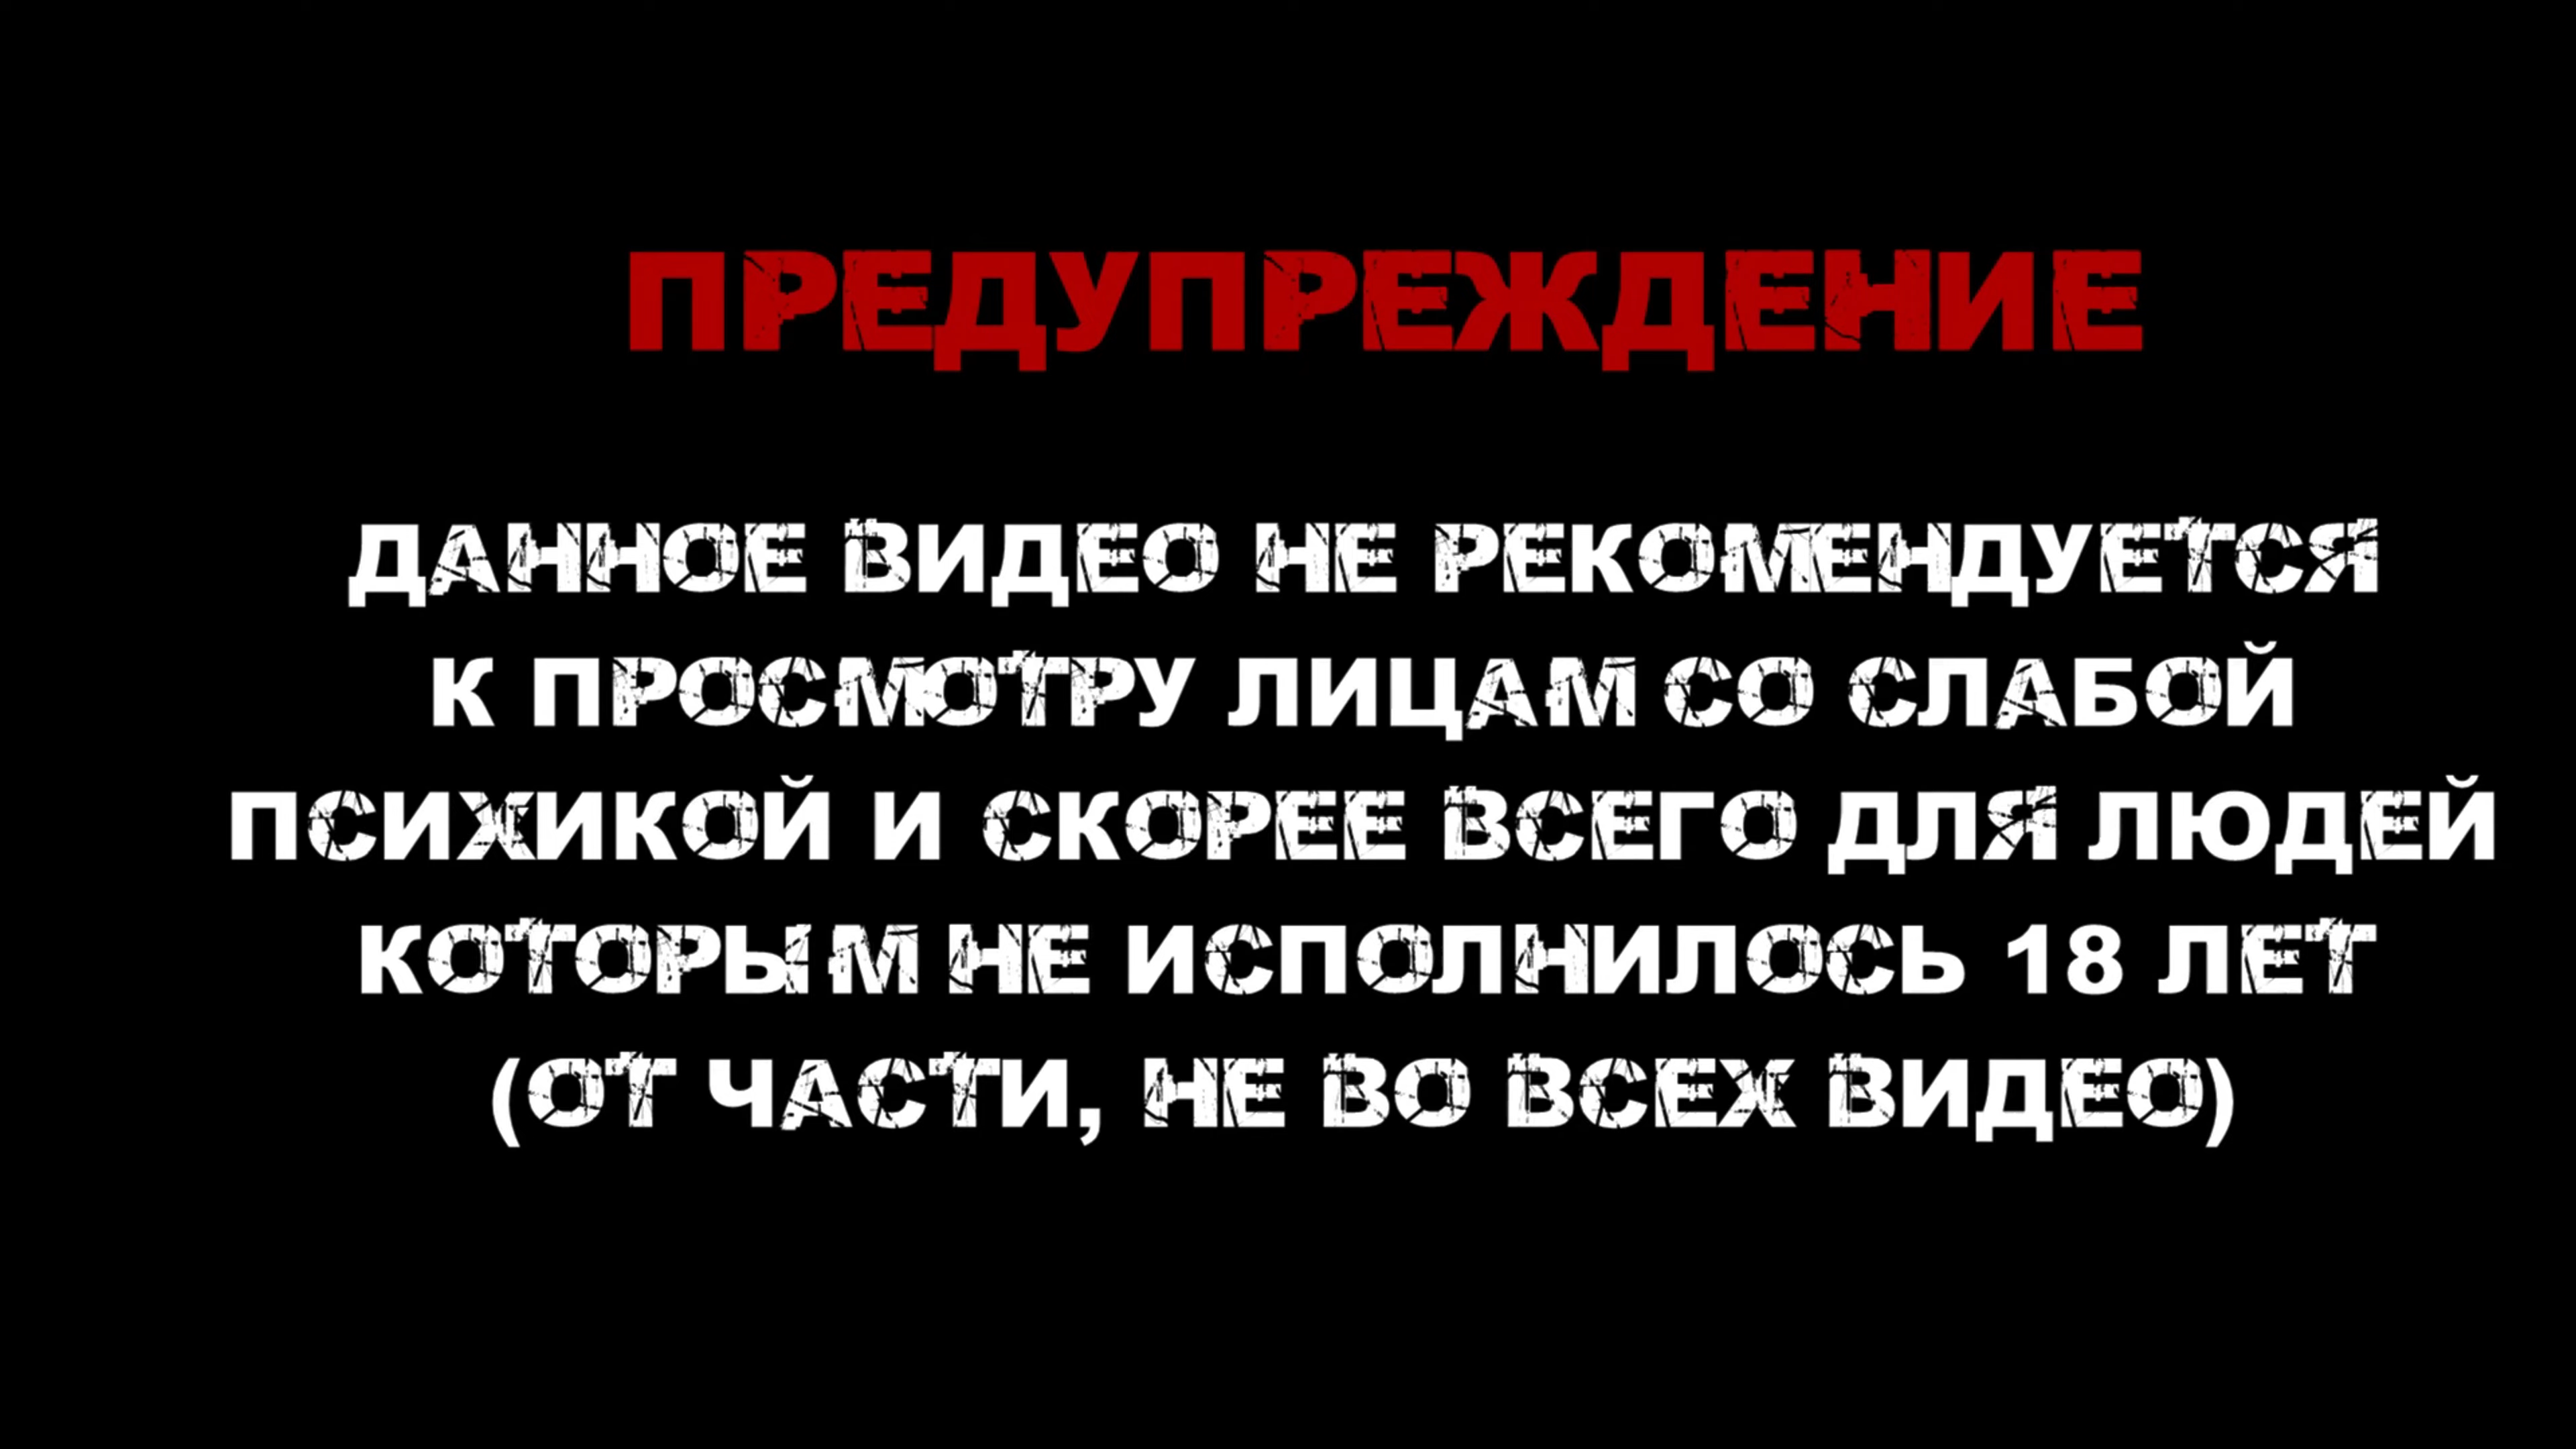 ПРЕДУПРЕЖДЕНИЕ
ДАННОЕ ВИДЕО НЕ РЕКОМЕНДУЕТСЯ
К ПРОСМОТРУ ЛИЦАМ СО СЛАБОЙ
ПСИХИКОЙ И СКОРЕЕ ВСЕГО ДЛЯ ЛЮДЕЙ
КОТОРЫМ НЕ ИСПОЛНИЛОСЬ 18 ЛЕТ
(ОТ ЧАСТИ, НЕ ВО ВСЕХ ВИДЕО)